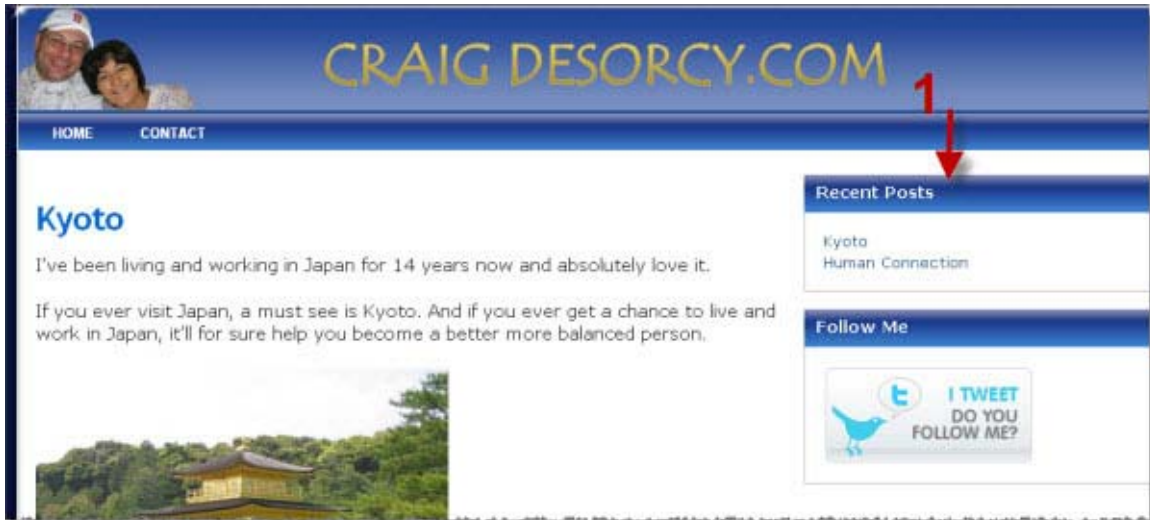 CRAIG DESORCY.COM
1
HOME CONTACT
Kyoto
I've been living and working in Japan for 14 years now and absolutely love it.
If you ever visit Japan, a must see is Kyoto. And if you ever get a chance to live and
work in Japan, it'll for sure help you become a better more balanced person.
Recent Posts
Kyoto
Human Connection
Follow Me
t
I TWEET
DO YOU
FOLLOW ME?